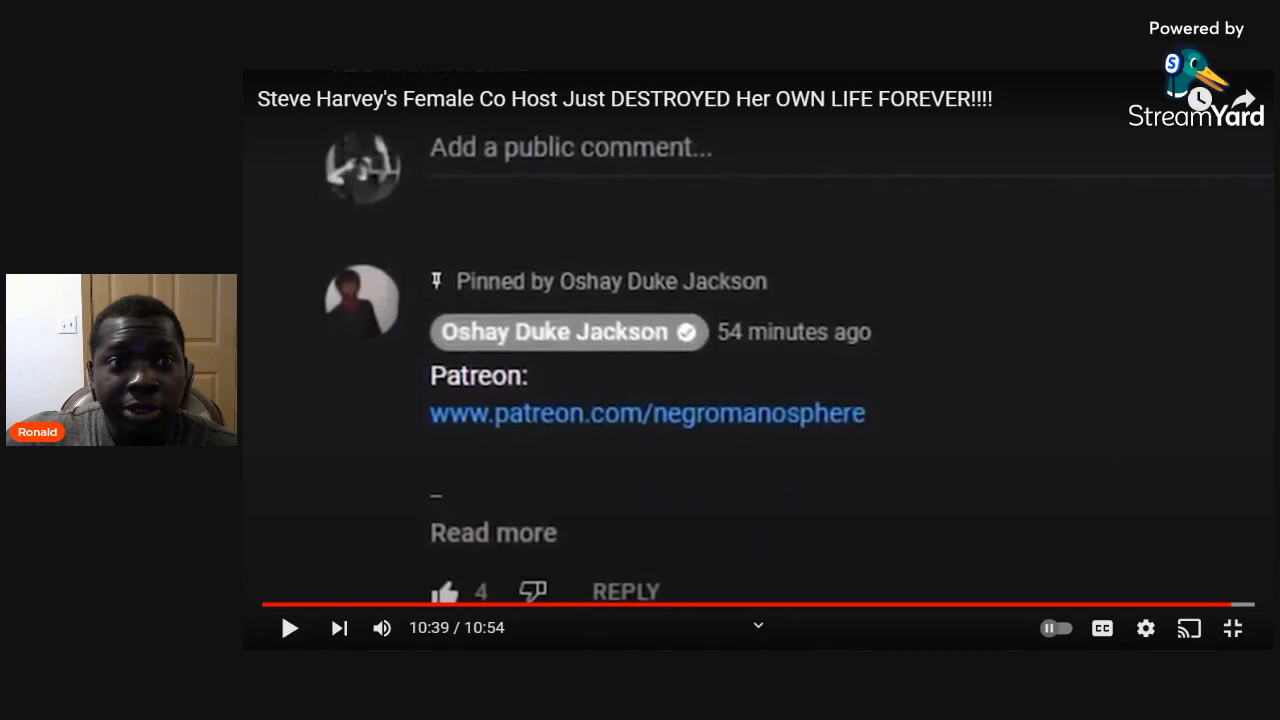 Powered by
StreamYard
Steve Harvey's Female Co Host Just DESTROYED Her OWN LIFE FOREVER!!!!
Add a public comment...
Pinned by Oshay Duke Jackson
Oshay Duke Jackson 54 minutes ago
Patreon:
www.patreon.com/negromanosphere
–
Read more
4 REPLY
Ronald
10:39 / 10:54
CC